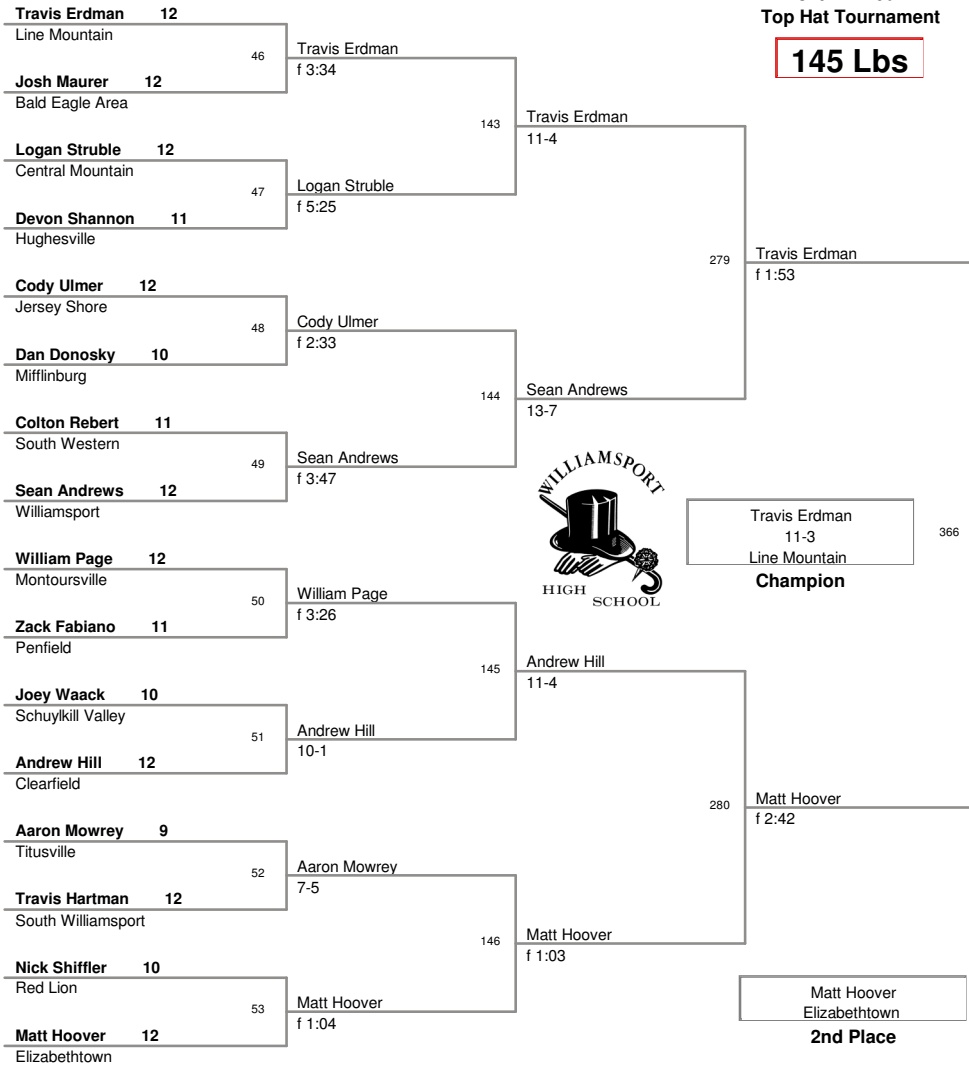 Top Hat Tournament
145 Lbs
Travis Erdman 12
Line Mountain
46
Josh Maurer 12
Bald Eagle Area
Logan Struble 12
Central Mountain
47
Devon Shannon 11
Hughesville
Cody Ulmer 12
Jersey Shore
48
Dan Donosky 10
Mifflinburg
Colton Rebert 11
South Western
49
Sean Andrews 12
Williamsport
William Page 12
Montoursville
50
Zack Fabiano 11
Penfield
Joey Waack 10
Schuylkill Valley
51
Andrew Hill 12
Clearfield
Aaron Mowrey 9
Titusville
52
Travis Hartman 12
South Williamsport
Nick Shiffler 10
Red Lion
53
Matt Hoover 12
Elizabethtown
Travis Erdman
f 3:34
143
Logan Struble
f 5:25
Cody Ulmer
f 2:33
144
Sean Andrews
f 3:47
William Page
f 3:26
145
Andrew Hill
10-1
Aaron Mowrey
7-5
146
Matt Hoover
f 1:04
Travis Erdman
11-4
279
Sean Andrews
13-7
Andrew Hill
11-4
280
Matt Hoover
f 1:03
Travis Erdman
f 1:53
Matt Hoover
f 2:42
WILLIAMSPORT
HIGH
SCHOOL
Travis Erdman
11-3
Line Mountain
366
Champion
Matt Hoover
Elizabethtown
2nd Place